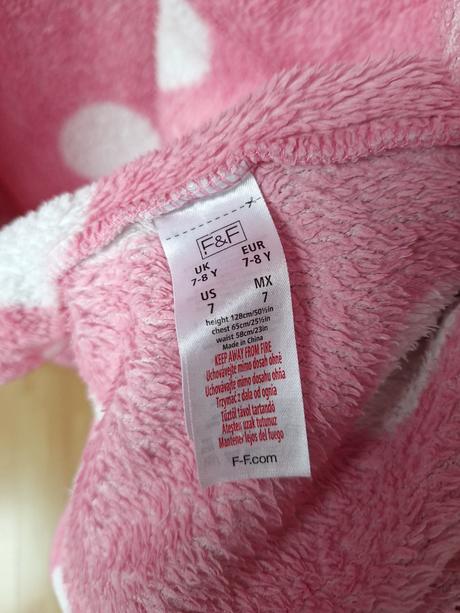 F&F
UK EUR
7-8 Y 7-8 Y
US MX
7 7
height 128cm/50½in
chest 65cm/25½in
waist 58cm/23in
Made in China
KEEP AWAY FROM FIRE
Uchovávejte mimo dosah ohně
Uchovávajte mimo dosahu ohňa
Trzymać z dala od ognia
Tűztől távol tartandó
Ateşten uzak tutunuz
Mantener lejos del fuego
F-F.com